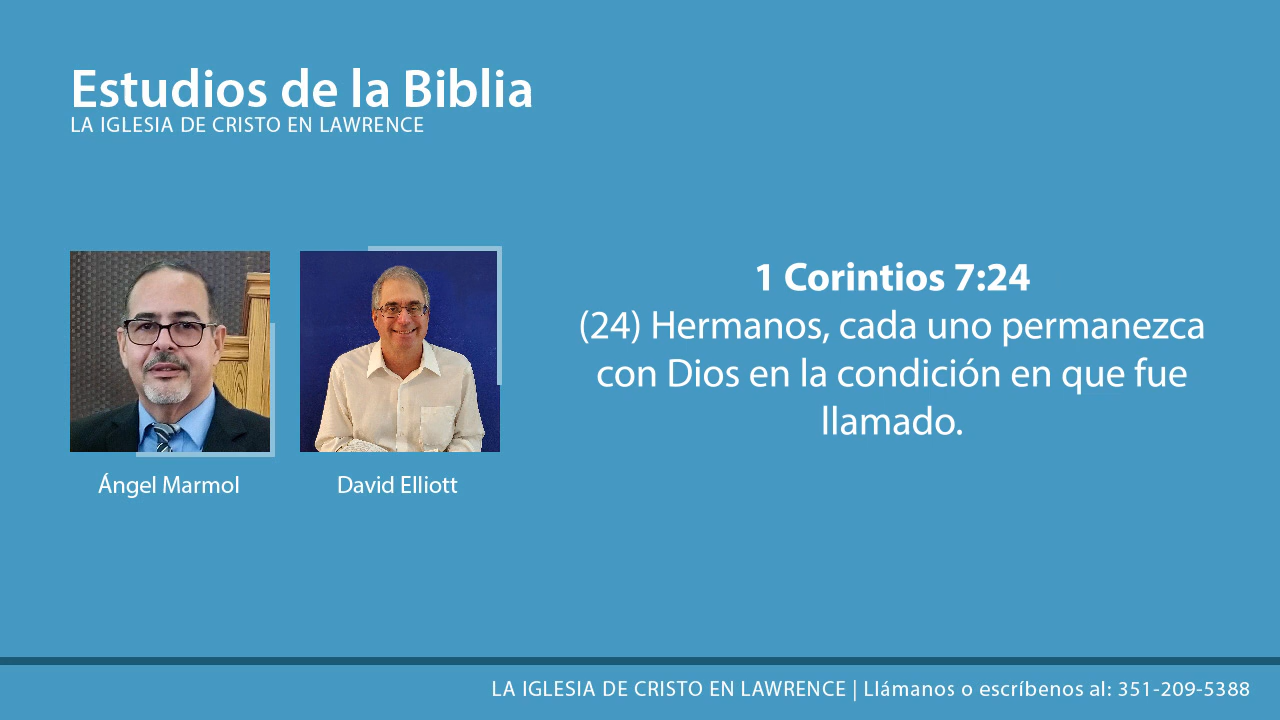 Estudios de la Biblia
LA IGLESIA DE CRISTO EN LAWRENCE
Ángel Marmol
David Elliott
1 Corintios 7:24
(24) Hermanos, cada uno permanezca
con Dios en la condición en que fue
llamado.
LA IGLESIA DE CRISTO EN LAWRENCE | Llámanos o escríbenos al: 351-209-5388